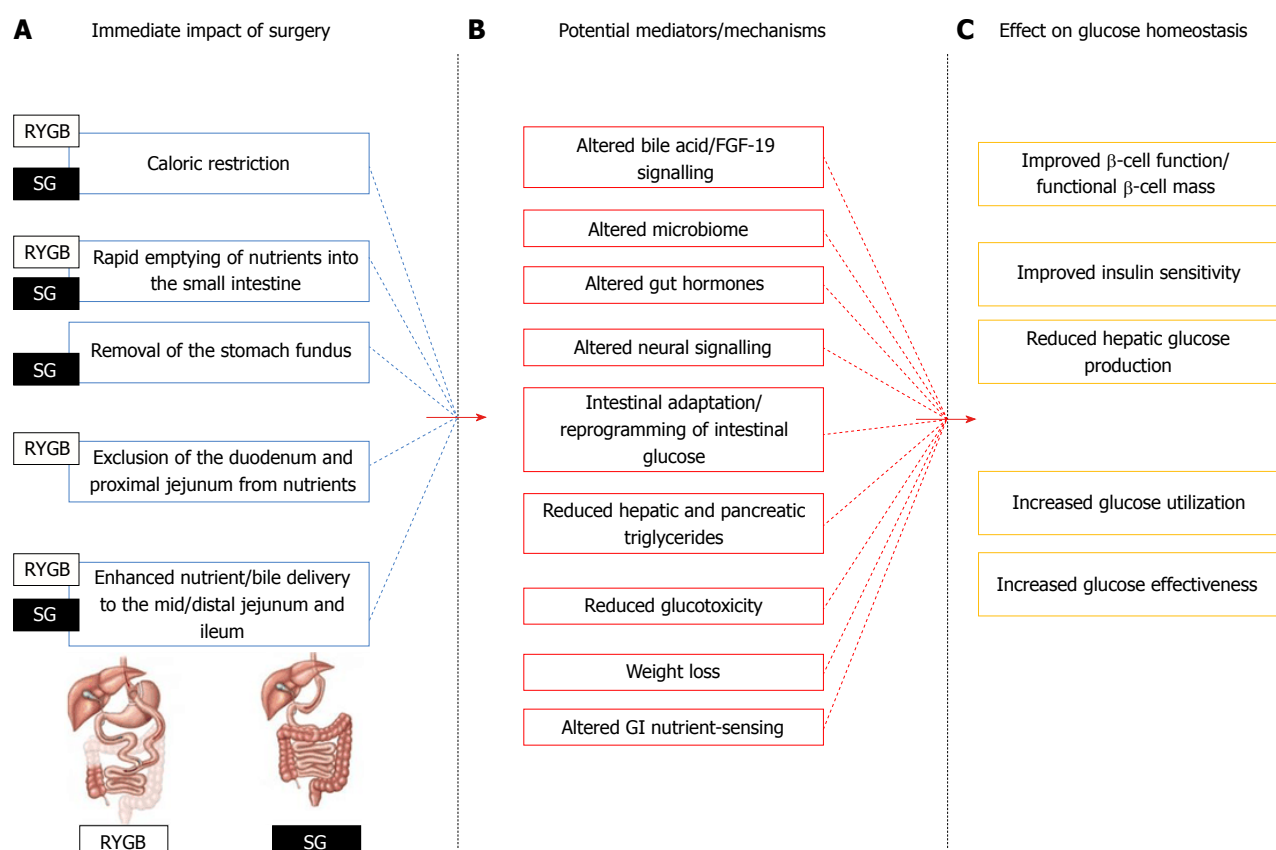 A Immediate impact of surgery
RYGB
Caloric restriction
SG
RYGB
Rapid emptying of nutrients into
the small intestine
SG
Removal of the stomach fundus
SG
RYGB
Exclusion of the duodenum and
proximal jejunum from nutrients
RYGB
Enhanced nutrient/bile delivery
to the mid/distal jejunum and
ileum
SG
RYGB
SG
B Potential mediators/mechanisms
Altered bile acid/FGF-19
signalling
Altered microbiome
Altered gut hormones
Altered neural signalling
Intestinal adaptation/
reprogramming of intestinal
glucose
Reduced hepatic and pancreatic
triglycerides
Reduced glucotoxicity
Weight loss
Altered GI nutrient-sensing
C Effect on glucose homeostasis
Improved β-cell function/
functional β-cell mass
Improved insulin sensitivity
Reduced hepatic glucose
production
Increased glucose utilization
Increased glucose effectiveness